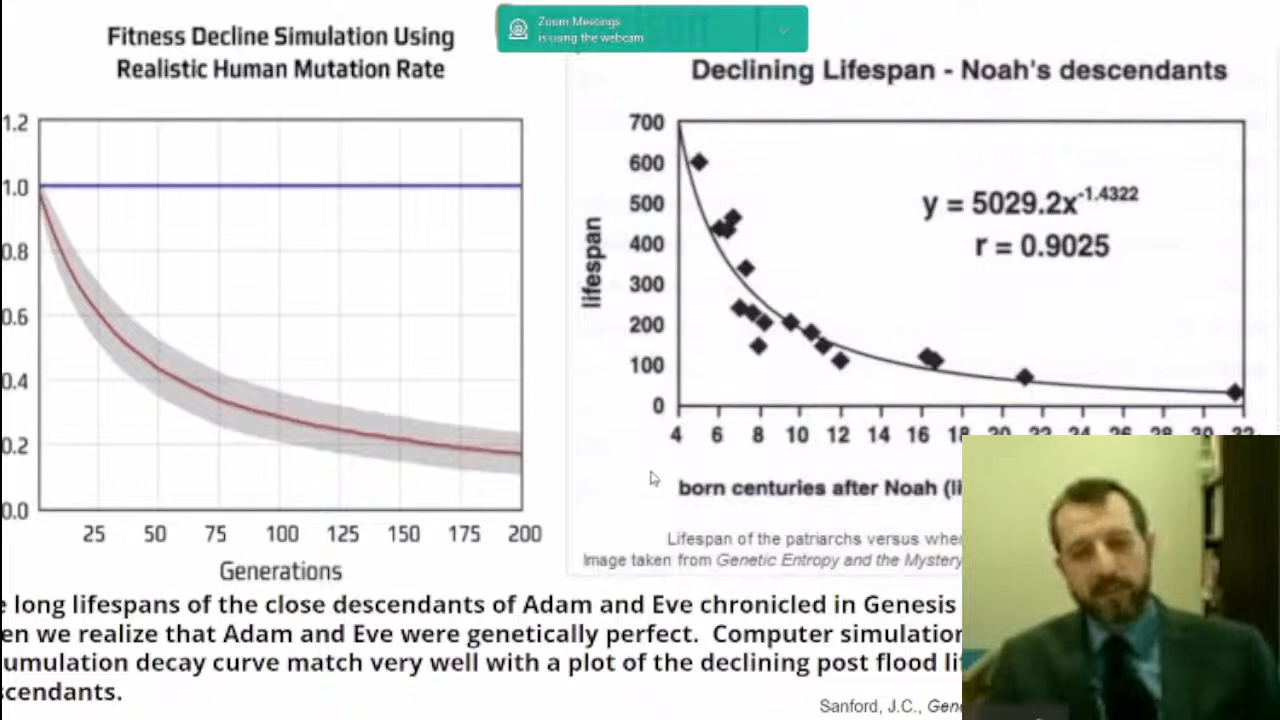 Fitness Decline Simulation Using
Realistic Human Mutation Rate
1.2
1.0
0.8
0.6
0.4
0.2
0.0
25 50 75 100 125 150 175 200
Generations
Zoom Meetings
is using the webcam
Declining Lifespan - Noah's descendants
y = 5029.2x^-1.4322
r = 0.9025
lifespan
700
600
500
400
300
200
100
0
4 6 8 10 12 14 16 18 20 22 24 26 28 30 32
born centuries after Noah (li
Lifespan of the patriarchs versus whe
Image taken from Genetic Entropy and the Mystery
e long lifespans of the close descendants of Adam and Eve chronicled in Genesis
en we realize that Adam and Eve were genetically perfect. Computer simulation
umulation decay curve match very well with a plot of the declining post flood li
scendants.
Sanford, J.C., Gen